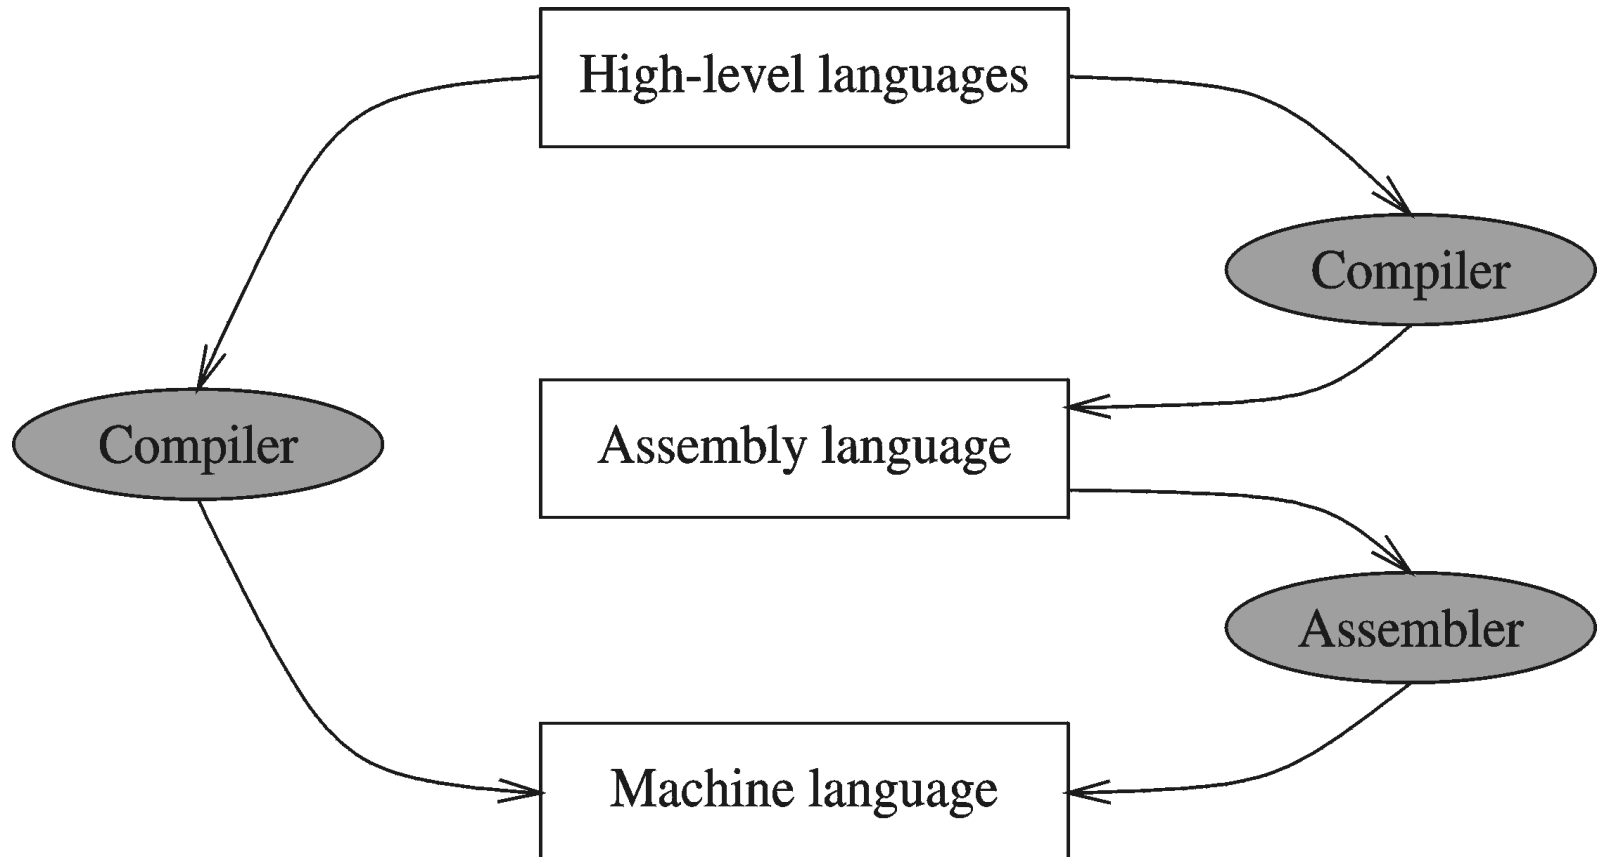 High-level languages
Compiler
Compiler
Assembly language
Assembler
Machine language